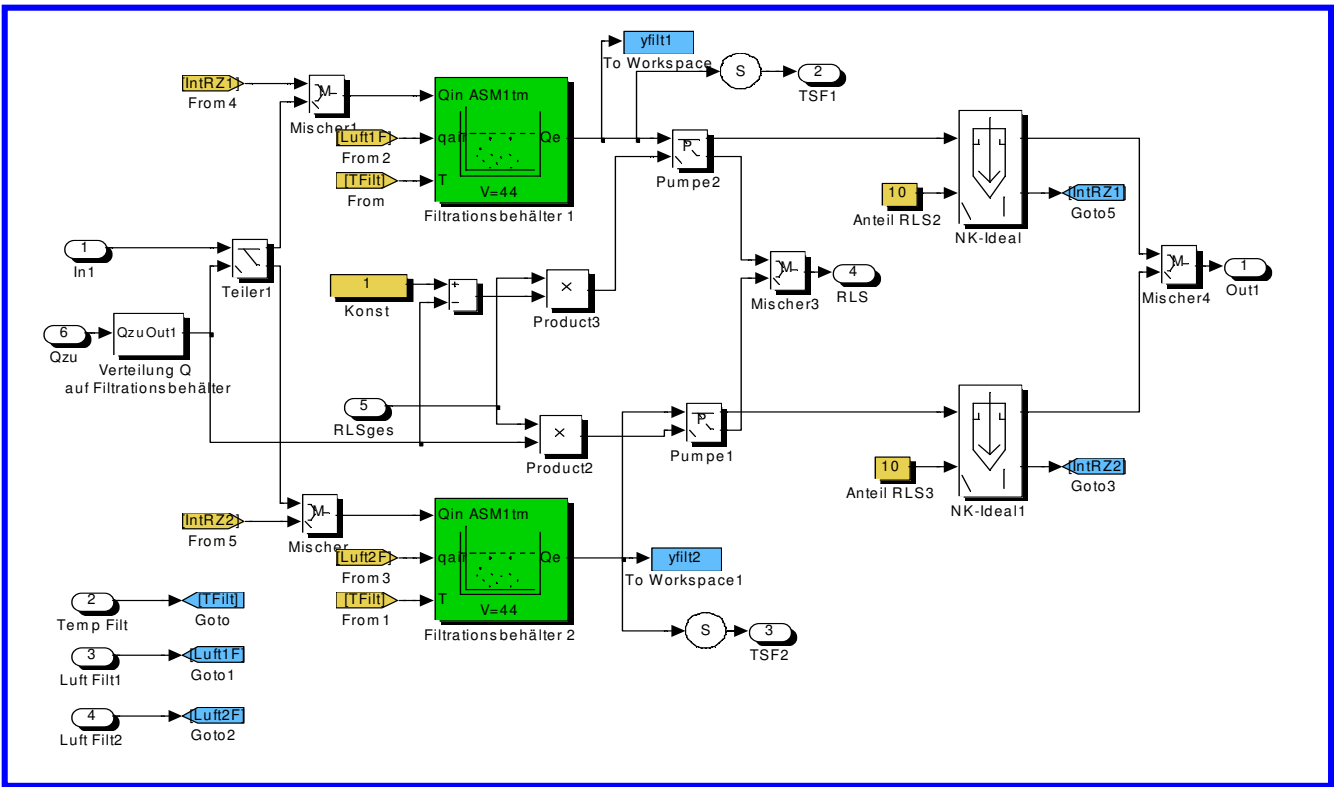 yfilt1
To Workspace
S
2
TSF1
[IntRZ1]
From 4
M
Mischer1
Qin ASM1tm
qair
Qe
T
V=44
Filtrationsbehälter 1
[Luft1F]
From 2
[TFilt]
From
P
Pumpe2
10
Anteil RLS2
NK-Ideal
[IntRZ1]
Goto5
1
In1
Teiler1
1
Konst
+
−
×
Product3
M
Mischer3
4
RLS
M
Mischer4
1
Out1
6
Qzu
QzuOut1
Verteilung Q
auf Filtrationsbehälter
5
RLSges
×
Product2
P
Pumpe1
10
Anteil RLS3
NK-Ideal1
[IntRZ2]
Goto3
[IntRZ2]
From 5
M
Mischer
Qin ASM1tm
qair
Qe
T
V=44
Filtrationsbehälter 2
[Luft2F]
From 3
[TFilt]
From 1
yfilt2
To Workspace1
S
3
TSF2
2
Temp Filt
[TFilt]
Goto
3
Luft Filt1
[Luft1F]
Goto1
4
Luft Filt2
[Luft2F]
Goto2